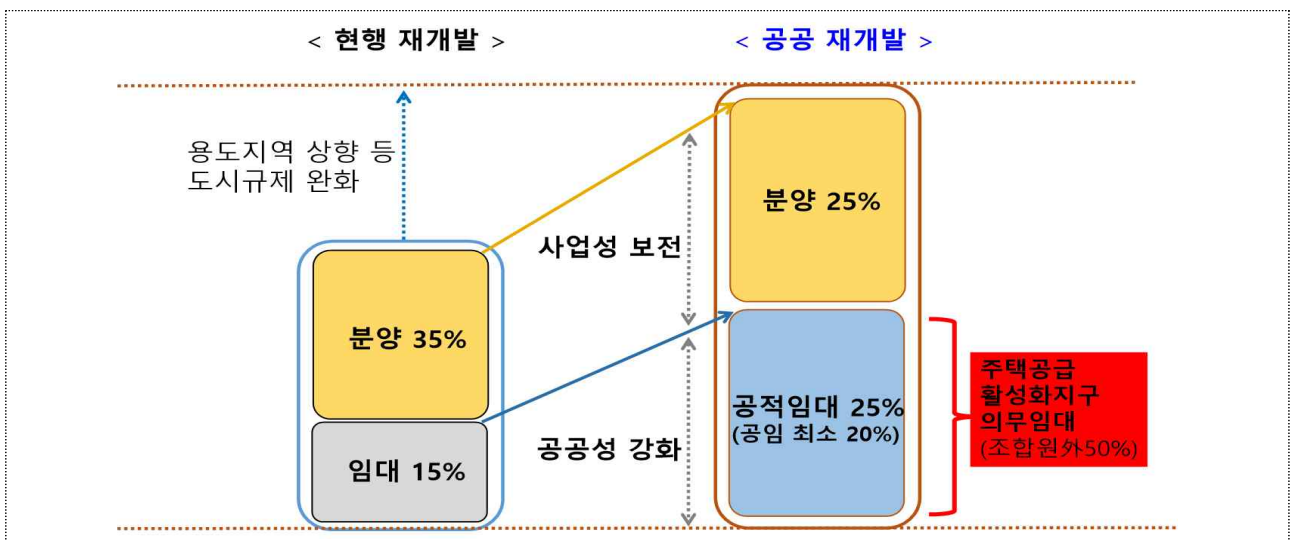 < 현행 재개발 >
< 공공 재개발 >
용도지역 상향 등
도시규제 완화
분양 35%
임대 15%
사업성 보전
공공성 강화
분양 25%
공적임대 25%
(공임 최소 20%)
주택공급
활성화지구
의무임대
(조합원外50%)